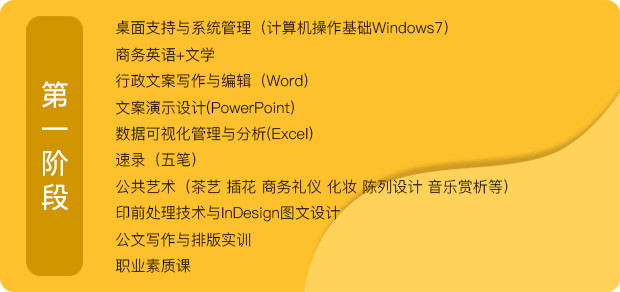 第一阶段
桌面支持与系统管理（计算机操作基础Windows7）
商务英语+文学
行政文案写作与编辑（Word）
文案演示设计(PowerPoint)
数据可视化管理与分析(Excel)
速录（五笔）
公共艺术（茶艺 插花 商务礼仪 化妆 陈列设计 音乐赏析等）
印前处理技术与InDesign图文设计
公文写作与排版实训
职业素质课